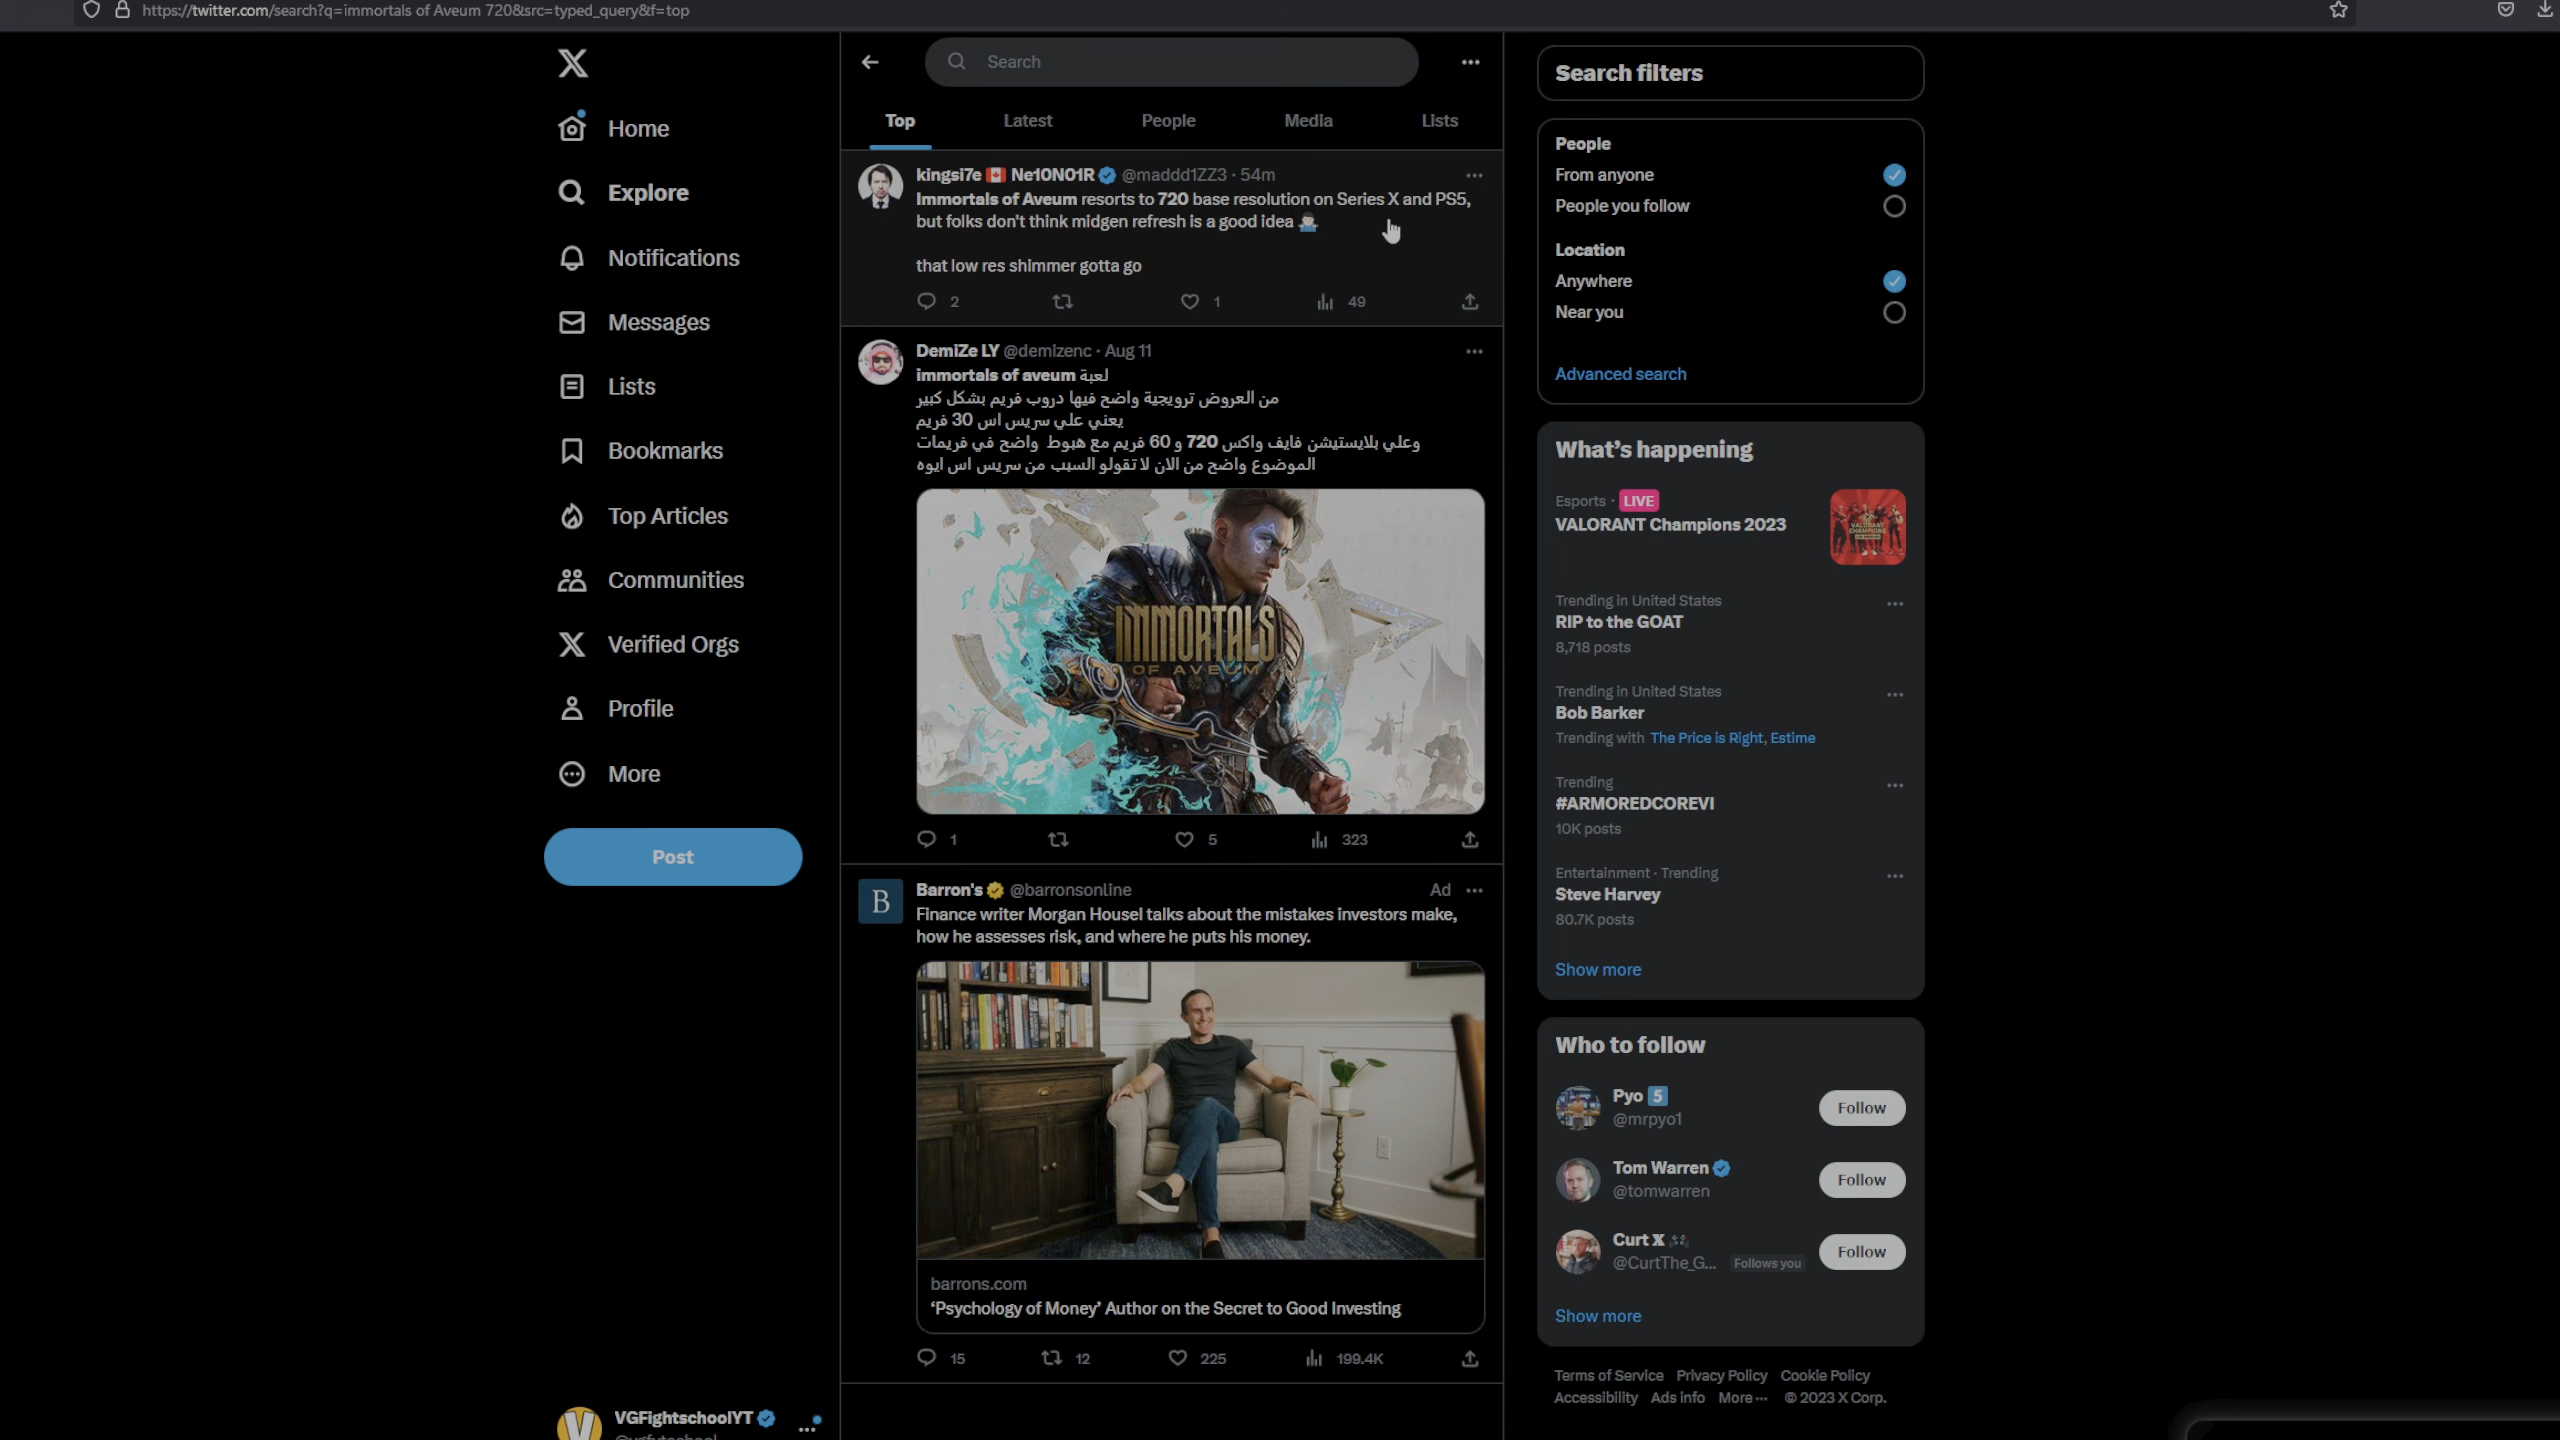 https://twitter.com/search?q=immortals of Aveum 720&src=typed_query&f=top
Home
Explore
Notifications
Messages
Lists
Bookmarks
Top Articles
Communities
Verified Orgs
Profile
More
Post
VGFightschoolYT
Search
Top
Latest
People
Media
Lists
kingsi7e 🇨🇦 Ne10N01R @maddd1ZZ3 · 54m
Immortals of Aveum resorts to 720 base resolution on Series X and PS5,
but folks don't think midgen refresh is a good idea
that low res shimmer gotta go
2
1
49
DemiZe LY @demizenc · Aug 11
لعبة immortals of aveum
من العروض ترويجية واضح فيها دروب فريم بشكل كبير
يعني علي سريس اس 30 فريم
وعلي بلايستيشن فايف واكس 720 و 60 فريم مع هبوط واضح في فريمات
الموضوع واضح من الان لا تقولو السبب من سريس اس ايوه
IMMORTALS
OF AVEUM
1
5
323
B
Barron's @barronsonline
Ad
Finance writer Morgan Housel talks about the mistakes investors make,
how he assesses risk, and where he puts his money.
barrons.com
‘Psychology of Money’ Author on the Secret to Good Investing
15
12
225
199.4K
Search filters
People
From anyone
People you follow
Location
Anywhere
Near you
Advanced search
What's happening
Esports · LIVE
VALORANT Champions 2023
VALORANT
CHAMPIONS
Trending in United States
RIP to the GOAT
8,718 posts
Trending in United States
Bob Barker
Trending with The Price is Right, Estime
Trending
#ARMOREDCOREVI
10K posts
Entertainment · Trending
Steve Harvey
80.7K posts
Show more
Who to follow
Pyo 5
@mrpyo1
Follow
Tom Warren
@tomwarren
Follow
Curt X
@CurtThe_G...
Follows you
Follow
Show more
Terms of Service Privacy Policy Cookie Policy
Accessibility Ads info More ··· © 2023 X Corp.